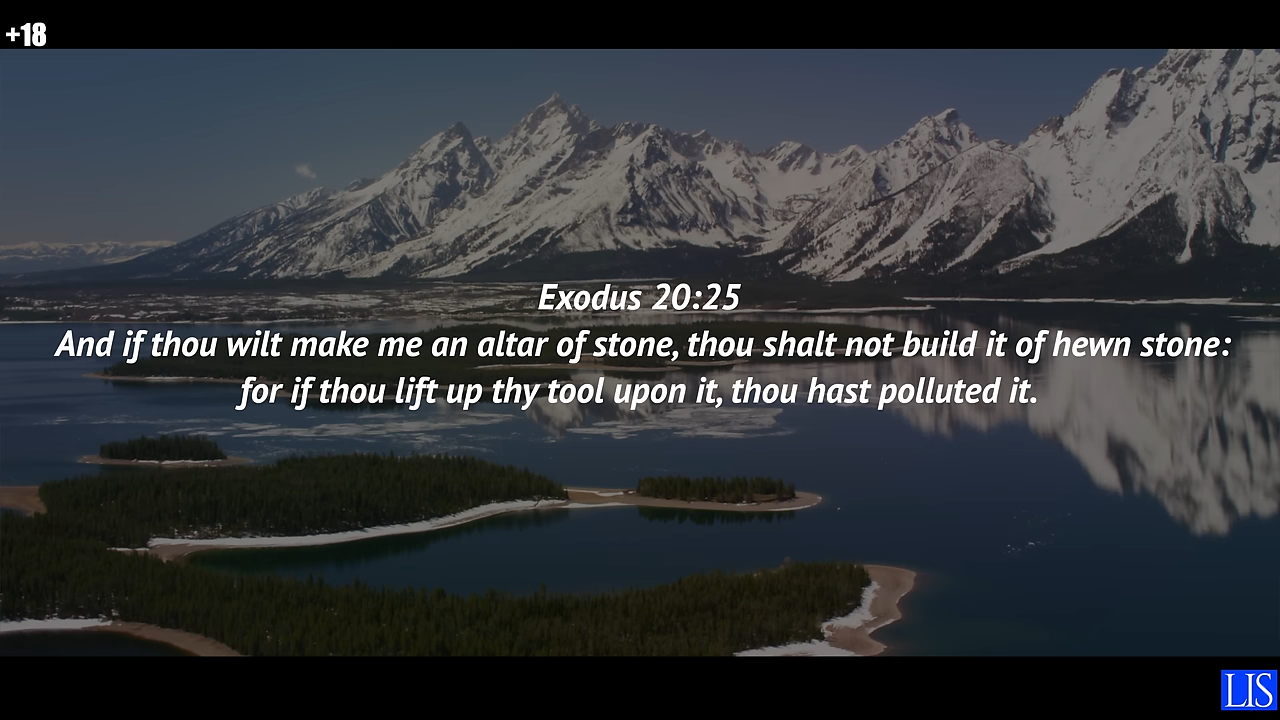 +18
Exodus 20:25
And if thou wilt make me an altar of stone, thou shalt not build it of hewn stone:
for if thou lift up thy tool upon it, thou hast polluted it.
LIS